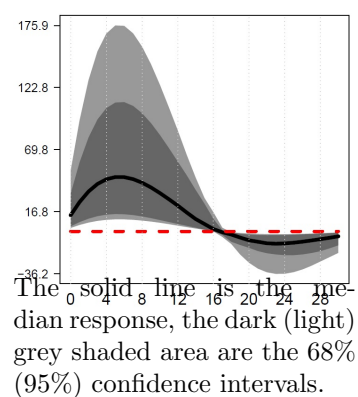 175.9
122.8
69.8
16.8
−36.2
0 4 8 12 16 20 24 28
The solid line is the me-
dian response, the dark (light)
grey shaded area are the 68%
(95%) confidence intervals.